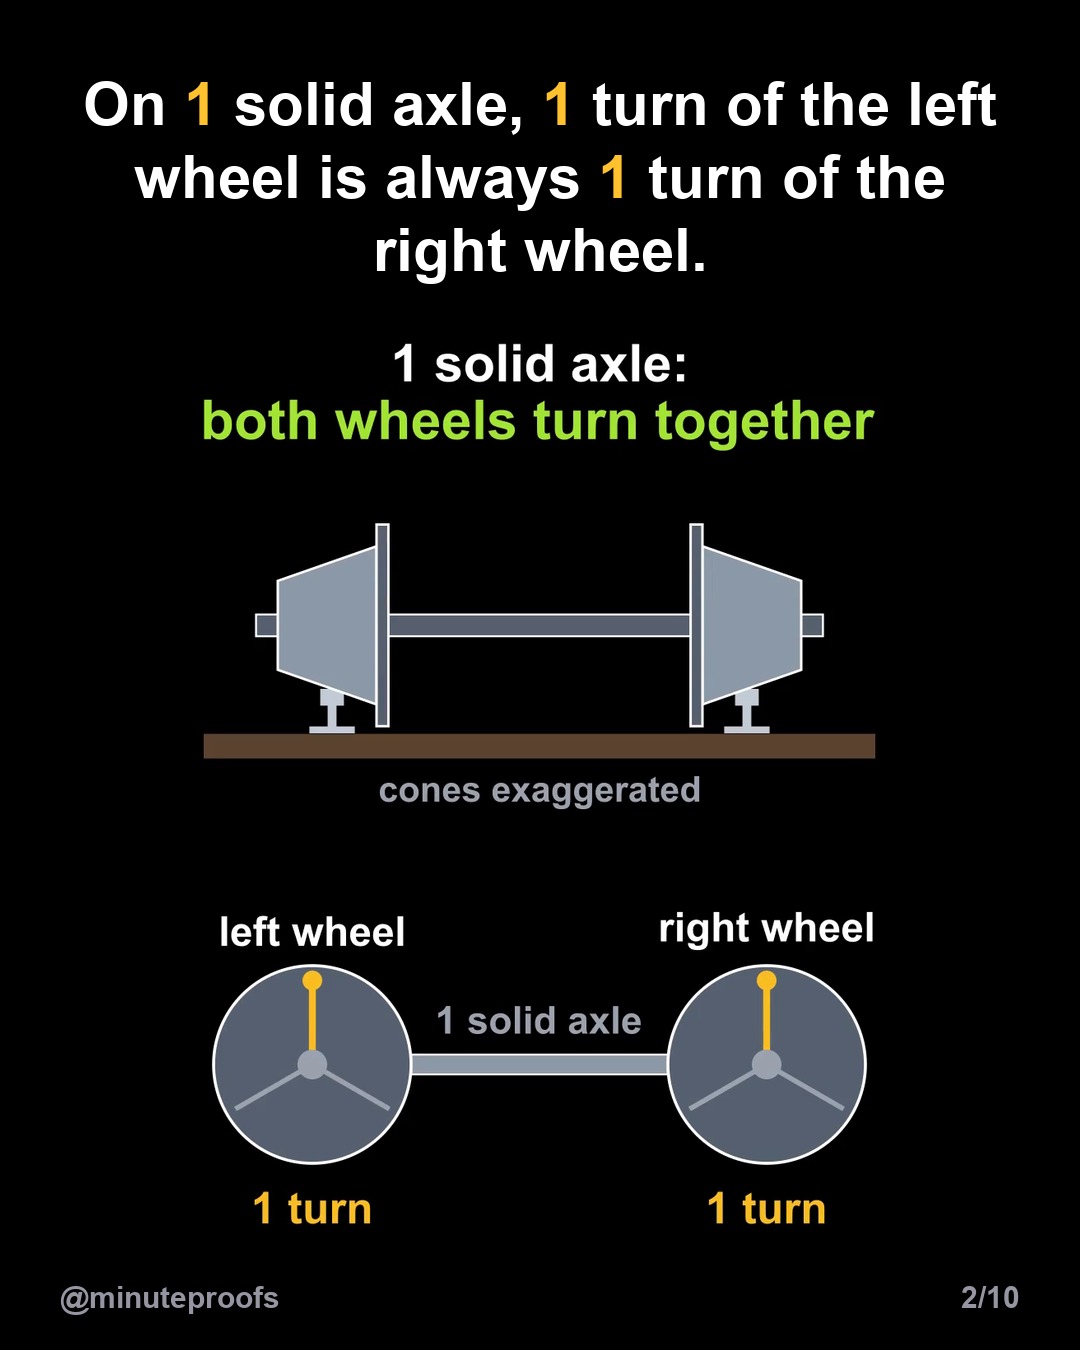 On 1 solid axle, 1 turn of the left
wheel is always 1 turn of the
right wheel.
1 solid axle:
both wheels turn together
cones exaggerated
left wheel
right wheel
1 solid axle
1 turn
1 turn
@minuteproofs
2/10